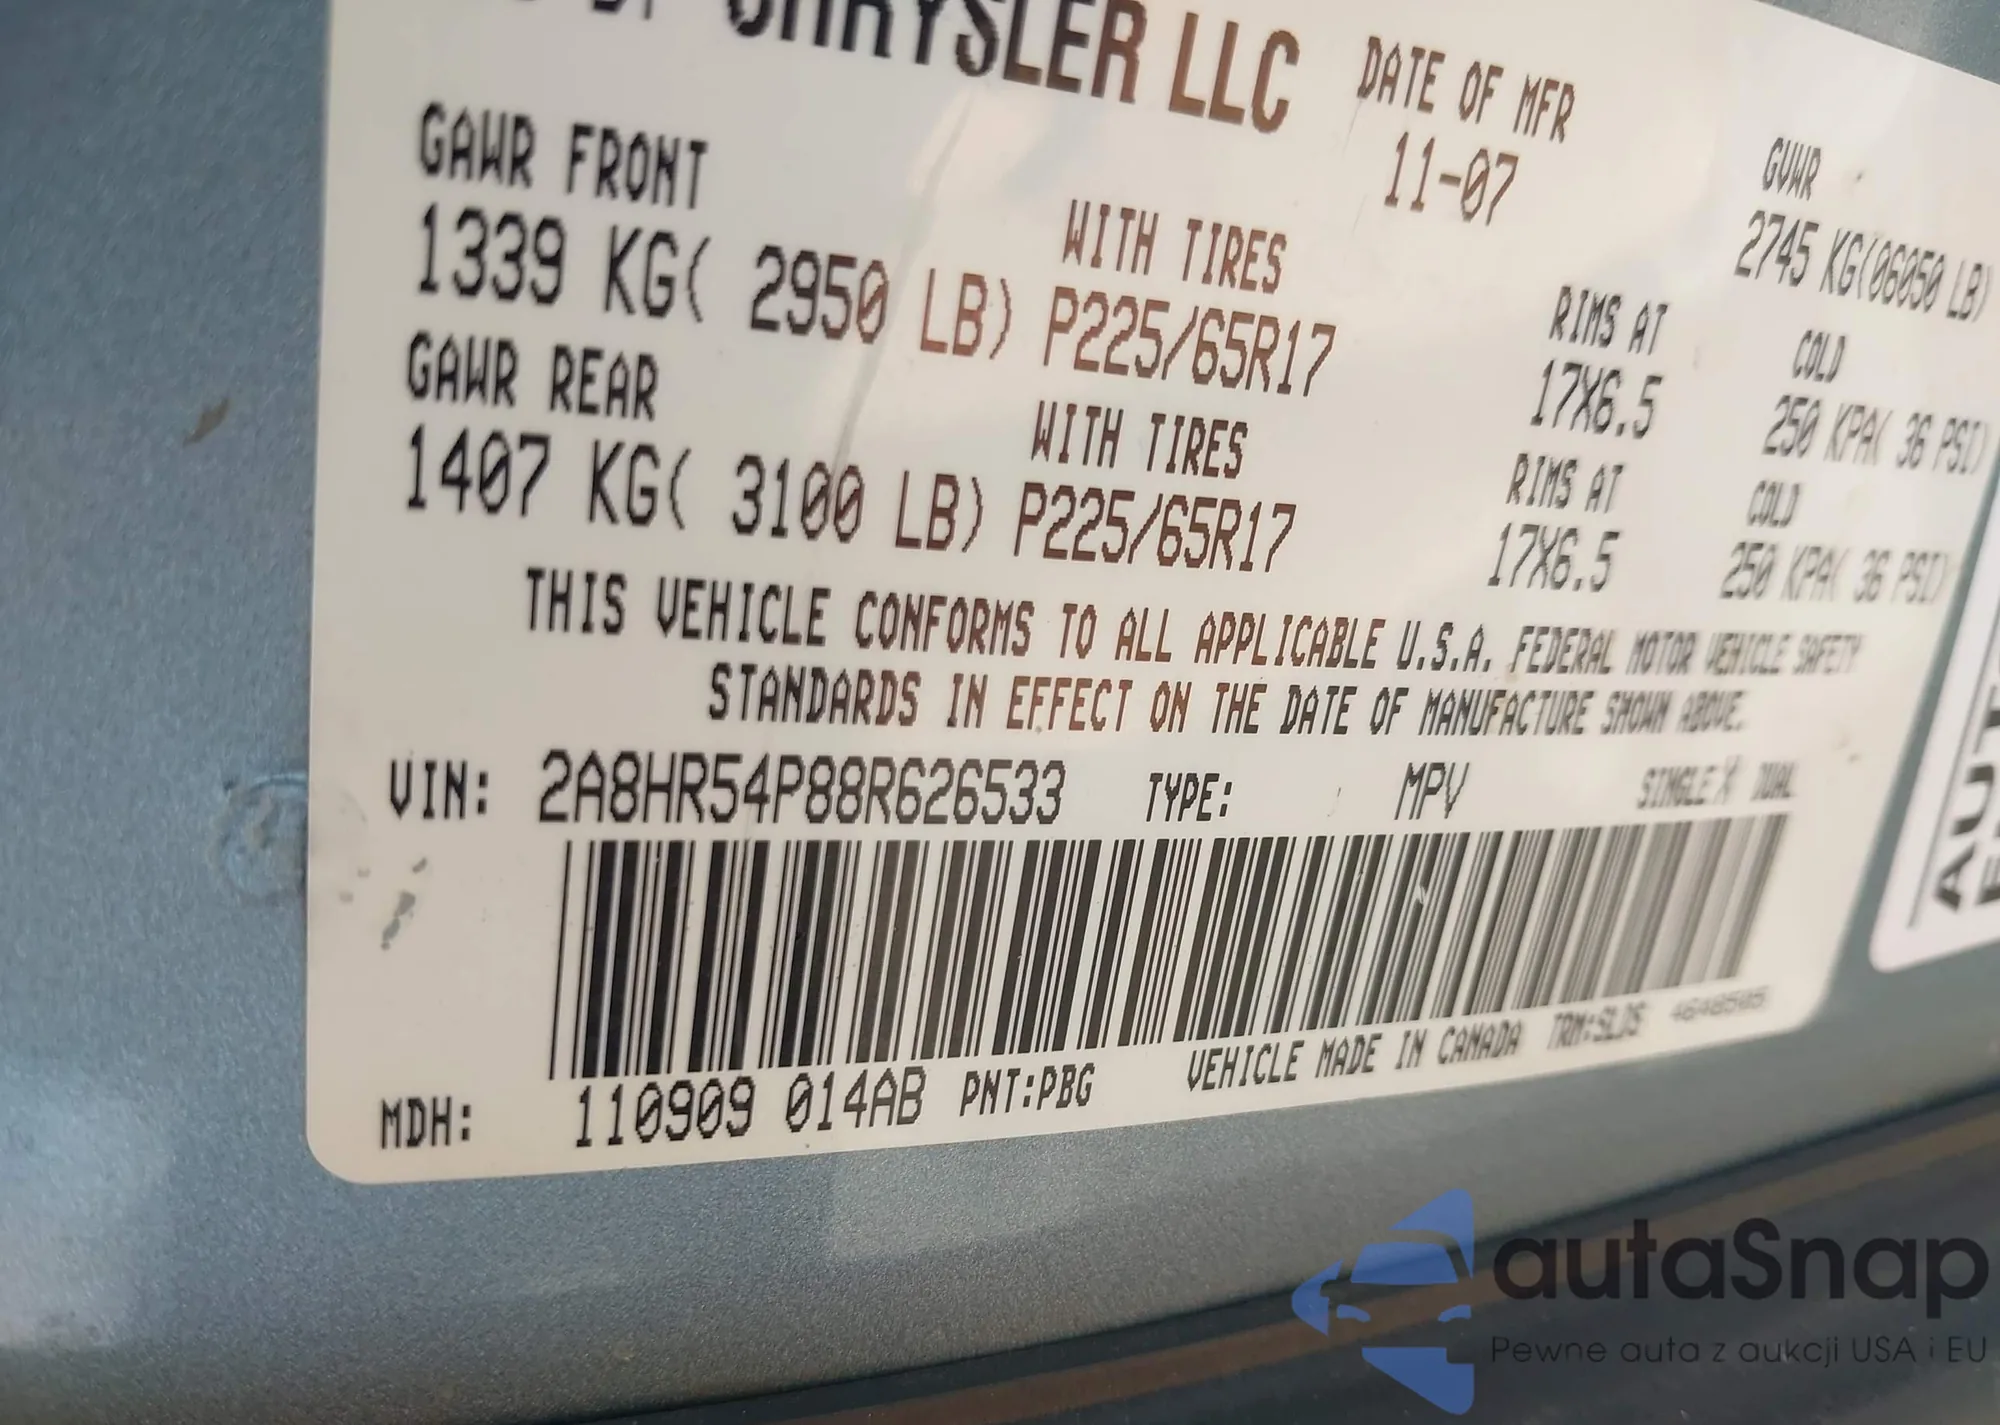 CHRYSLER LLC
DATE OF MFR
11-07
GVWR
2745 KG(06050 LB)
GAWR FRONT
1339 KG( 2950 LB)
WITH TIRES
P225/65R17
RIMS AT
17X6.5
COLD
250 KPA( 36 PSI)
GAWR REAR
1407 KG( 3100 LB)
WITH TIRES
P225/65R17
RIMS AT
17X6.5
COLD
250 KPA( 36 PSI)
THIS VEHICLE CONFORMS TO ALL APPLICABLE U.S.A. FEDERAL MOTOR VEHICLE SAFETY
STANDARDS IN EFFECT ON THE DATE OF MANUFACTURE SHOWN ABOVE.
VIN: 2A8HR54P88R626533 TYPE: MPV SINGLE X DUAL
MDH: 110909 014AB PNT:PBG VEHICLE MADE IN CANADA TRM:SLDS
autaSnap
Pewne auta z aukcji USA i EU